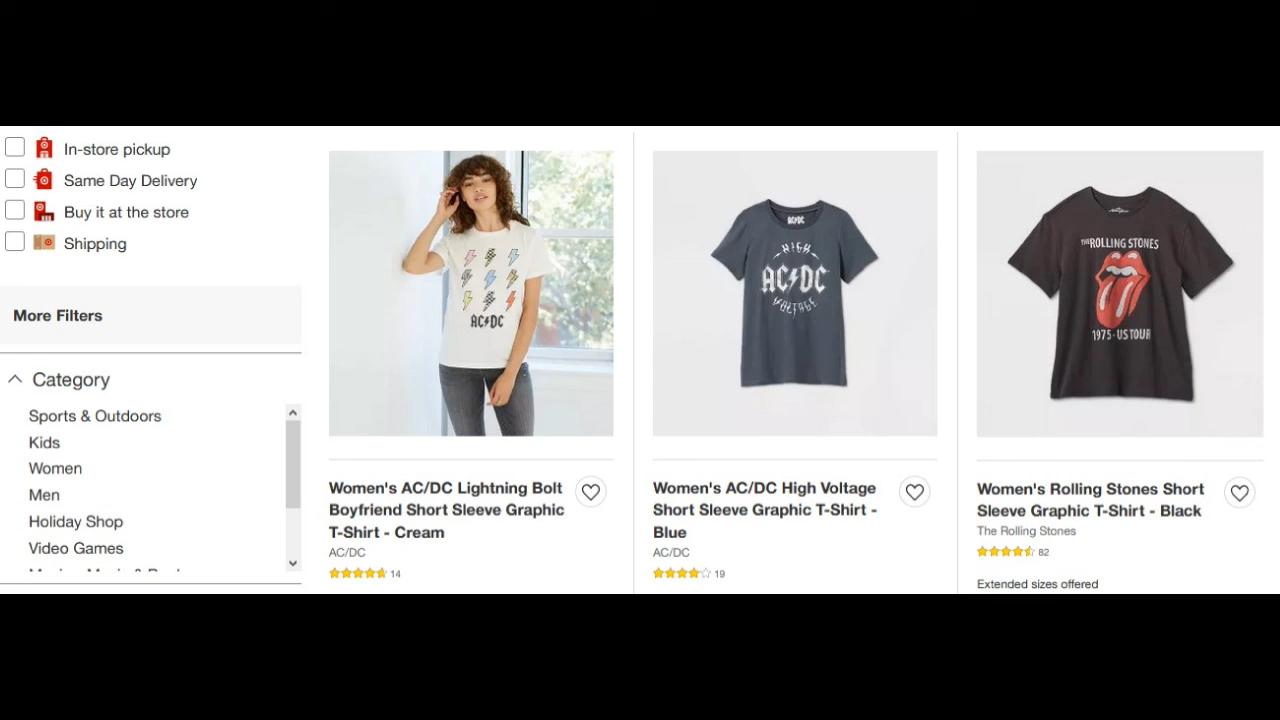 In-store pickup
Same Day Delivery
Buy it at the store
Shipping
More Filters
Category
Sports & Outdoors
Kids
Women
Men
Holiday Shop
Video Games
AC⚡DC
Women's AC/DC Lightning Bolt
Boyfriend Short Sleeve Graphic
T-Shirt - Cream
AC/DC
14
AC⚡DC
HIGH
AC⚡DC
VOLTAGE
Women's AC/DC High Voltage
Short Sleeve Graphic T-Shirt -
Blue
AC/DC
19
THE ROLLING STONES
1975 - US TOUR
Women's Rolling Stones Short
Sleeve Graphic T-Shirt - Black
The Rolling Stones
82
Extended sizes offered